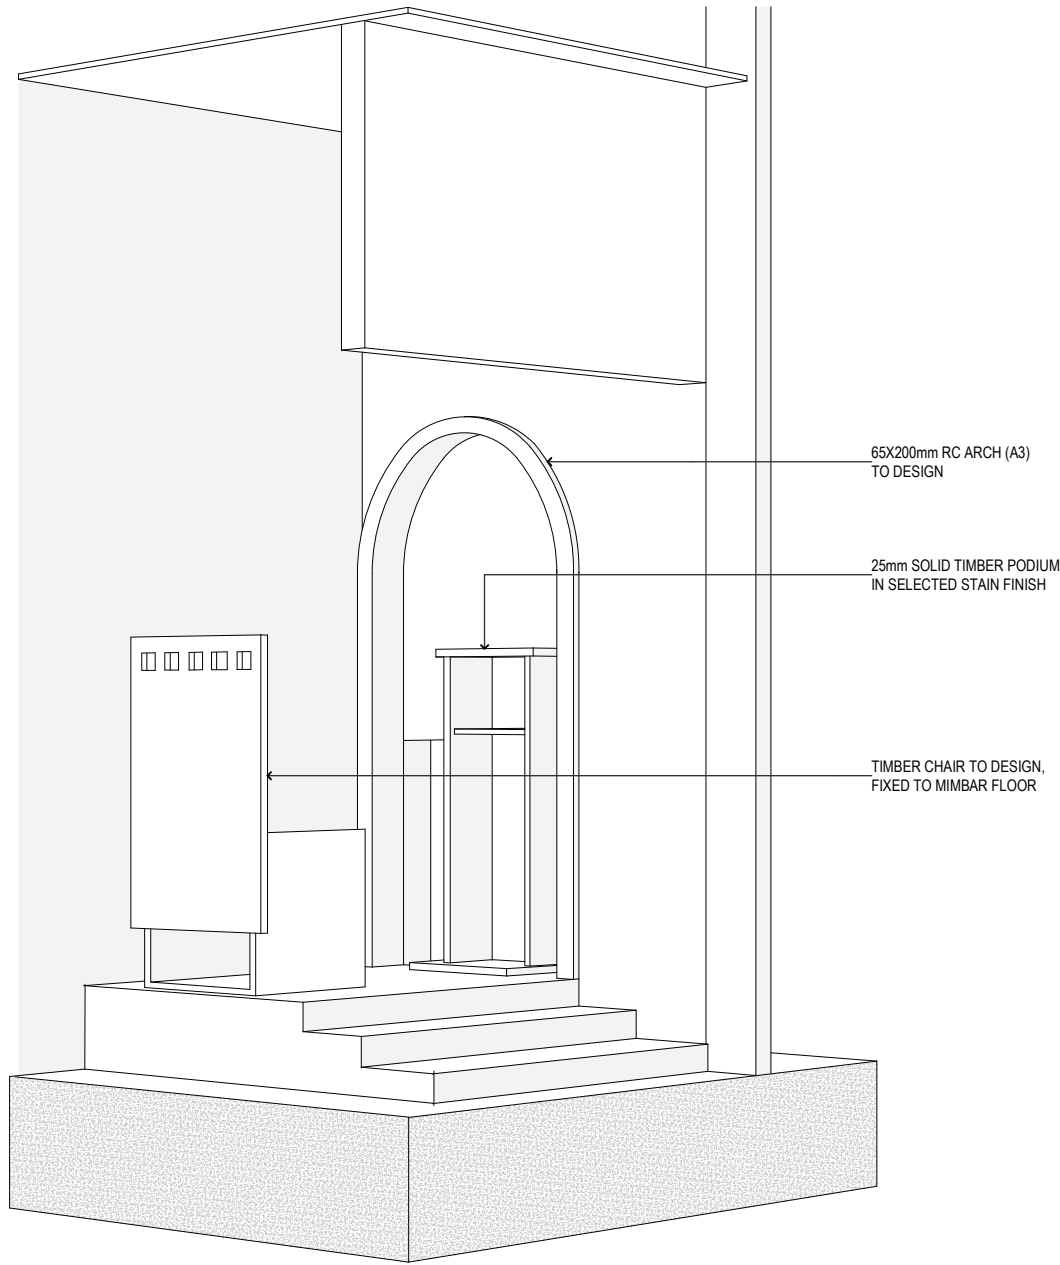 65X200mm RC ARCH (A3)
TO DESIGN
25mm SOLID TIMBER PODIUM
IN SELECTED STAIN FINISH
TIMBER CHAIR TO DESIGN,
FIXED TO MIMBAR FLOOR